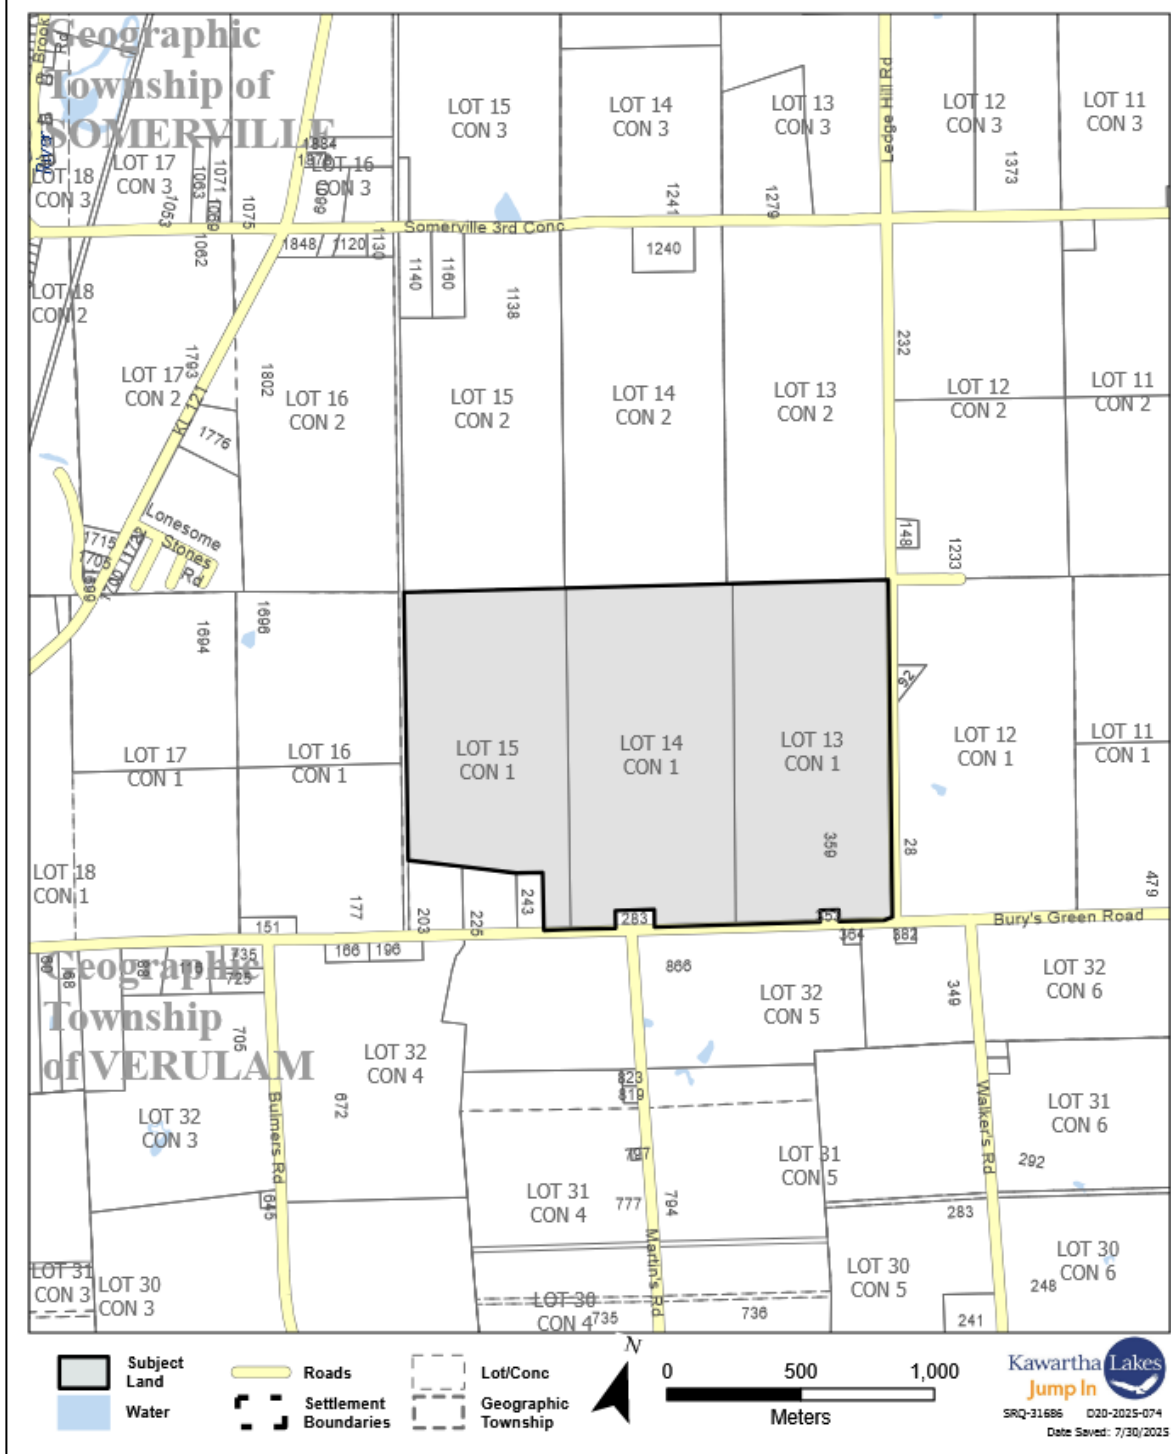 Geographic
Township of
SOMERVILLE
LOT 18
CON 3
LOT 17
CON 3
1053
1063
1071
1069
1075
1884
LOT 16
CON 3
1099
LOT 15
CON 3
LOT 14
CON 3
1241
LOT 13
CON 3
1279
Ledge Hill Rd
LOT 12
CON 3
1373
LOT 11
CON 3
Somerville 3rd Conc
1062
1848
1120
1130
1140
1160
1138
1240
232
LOT 18
CON 2
LOT 17
CON 2
1793
KL 121
1776
1802
LOT 16
CON 2
LOT 15
CON 2
LOT 14
CON 2
LOT 13
CON 2
LOT 12
CON 2
LOT 11
CON 2
Lonesome
Stones
Rd
1715
1705
1699
1700
148
1233
1694
1696
92
LOT 17
CON 1
LOT 16
CON 1
LOT 15
CON 1
LOT 14
CON 1
LOT 13
CON 1
359
28
LOT 12
CON 1
LOT 11
CON 1
479
LOT 18
CON 1
151
177
203
225
243
283
Bury's Green Road
166
196
364
382
60
68
88
116
735
725
Geographic
Township
of VERULAM
705
LOT 32
CON 3
Bulmers Rd
672
LOT 32
CON 4
866
LOT 32
CON 5
349
LOT 32
CON 6
823
819
797
777
794
LOT 31
CON 4
LOT 31
CON 5
Walker's Rd
LOT 31
CON 6
292
645
Martin's Rd
283
LOT 31
CON 3
LOT 30
CON 3
LOT 30
CON 4
735
736
LOT 30
CON 5
241
248
LOT 30
CON 6
Subject
Land
Water
Roads
Settlement
Boundaries
Lot/Conc
Geographic
Township
N
0 500 1,000
Meters
Kawartha Lakes
Jump In
SRQ-31686 D20-2025-074
Date Saved: 7/30/2025